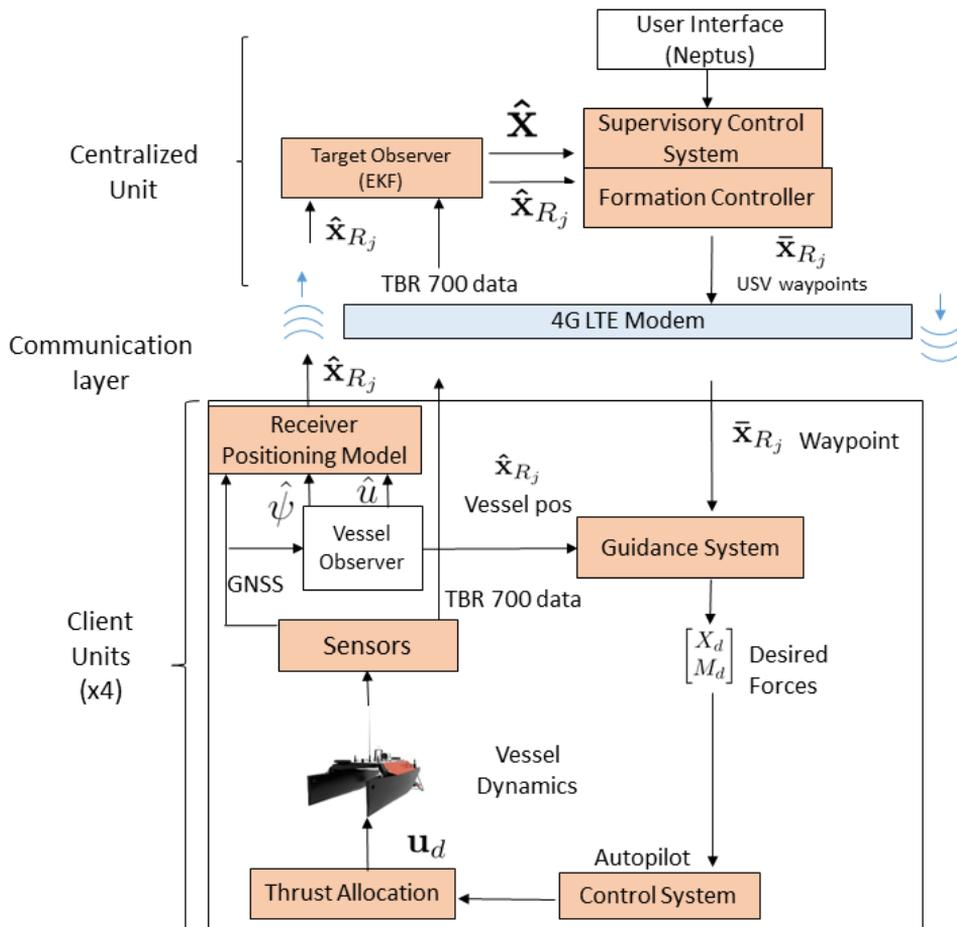 User Interface
(Neptus)
Centralized
Unit
Target Observer
(EKF)
x̂
x̂_{R_j}
Supervisory Control
System
Formation Controller
x̂_{R_j}
TBR 700 data
x̄_{R_j}
USV waypoints
4G LTE Modem
Communication
layer
x̂_{R_j}
Receiver
Positioning Model
x̄_{R_j} Waypoint
ψ̂
û
x̂_{R_j}
Vessel pos
Vessel
Observer
Guidance System
GNSS
TBR 700 data
Client
Units
(x4)
Sensors
[X_d
M_d]
Desired
Forces
Vessel
Dynamics
u_d
Autopilot
Thrust Allocation
Control System